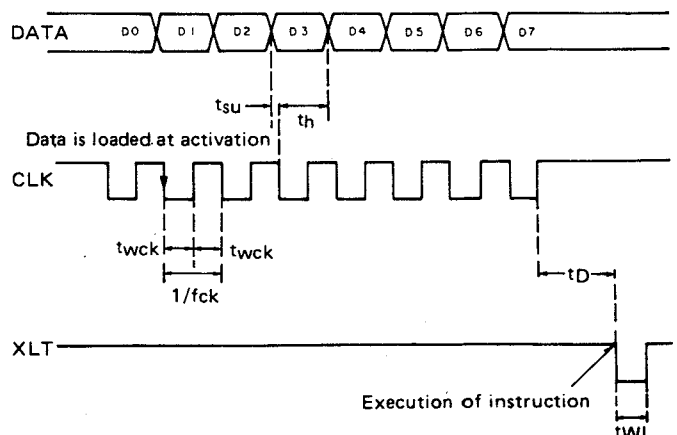 DATA D0 D1 D2 D3 D4 D5 D6 D7
tsu th
Data is loaded at activation
CLK
twck twck
tD
1/fck
XLT
Execution of instruction
tWL